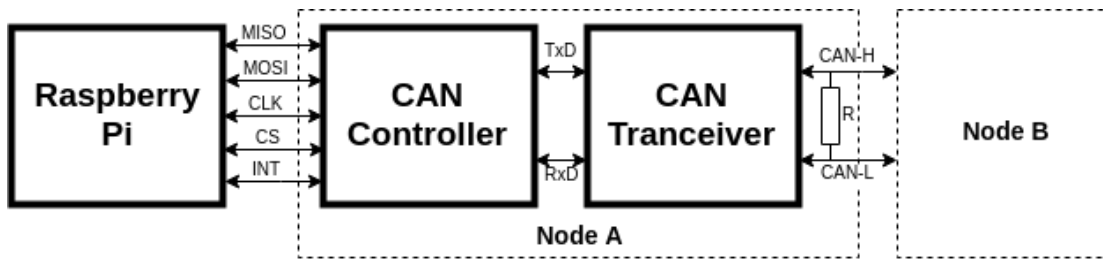 Raspberry
Pi
MISO
MOSI
CLK
CS
INT
CAN
Controller
TxD
RxD
CAN
Tranceiver
CAN-H
R
CAN-L
Node A
Node B